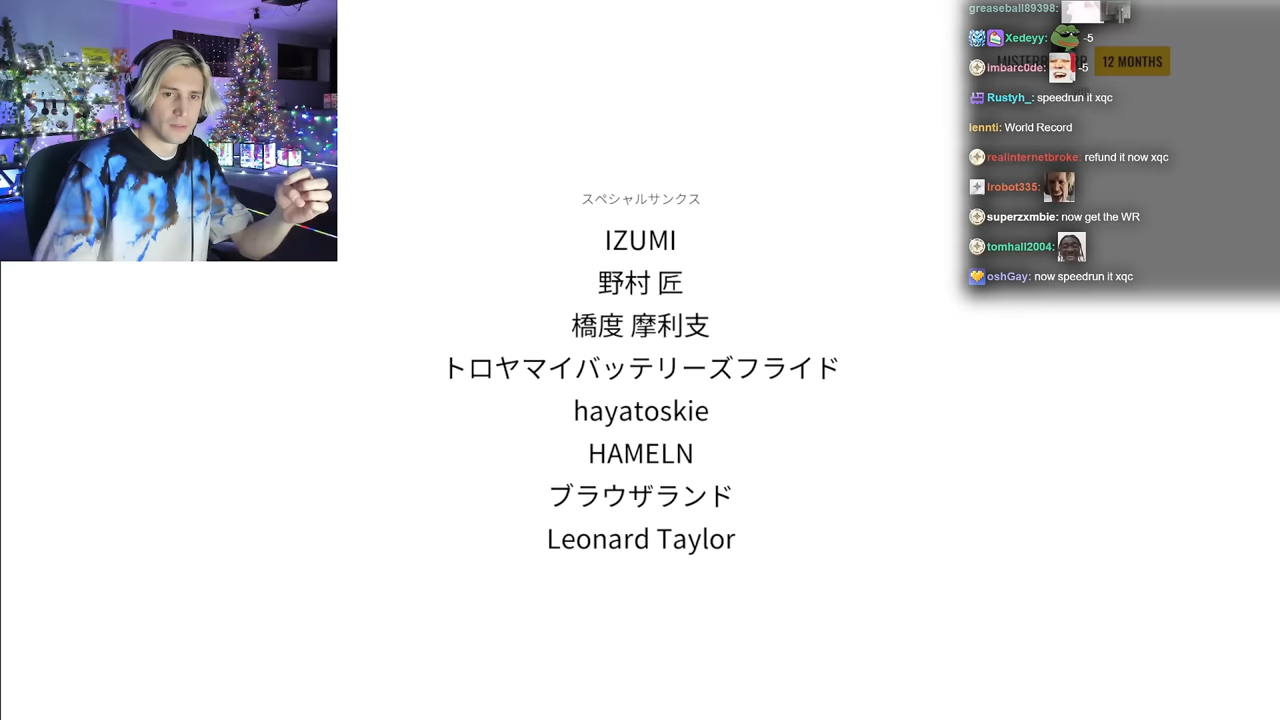 スペシャルサンクス
IZUMI
野村 匠
橋度 摩利支
トロヤマイバッテリーズフライド
hayatoskie
HAMELN
ブラウザランド
Leonard Taylor
greaseball89398:
Xedeyy: -5
12 MONTHS
imbarc0de: -5
Rustyh_: speedrun it xqc
lennti: World Record
realinternetbroke: refund it now xqc
lrobot335:
superzxmbie: now get the WR
tomhall2004:
oshGay: now speedrun it xqc